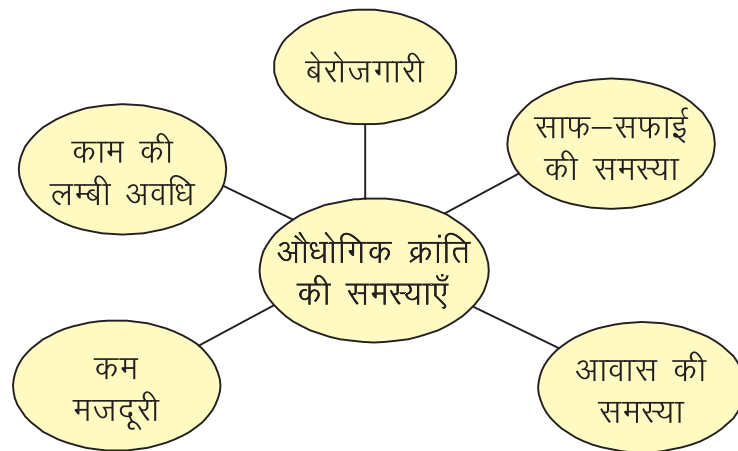 बेरोजगारी
साफ–सफाई
की समस्या
काम की
लम्बी अवधि
औधोगिक क्रांति
की समस्याएँ
कम
मजदूरी
आवास की
समस्या